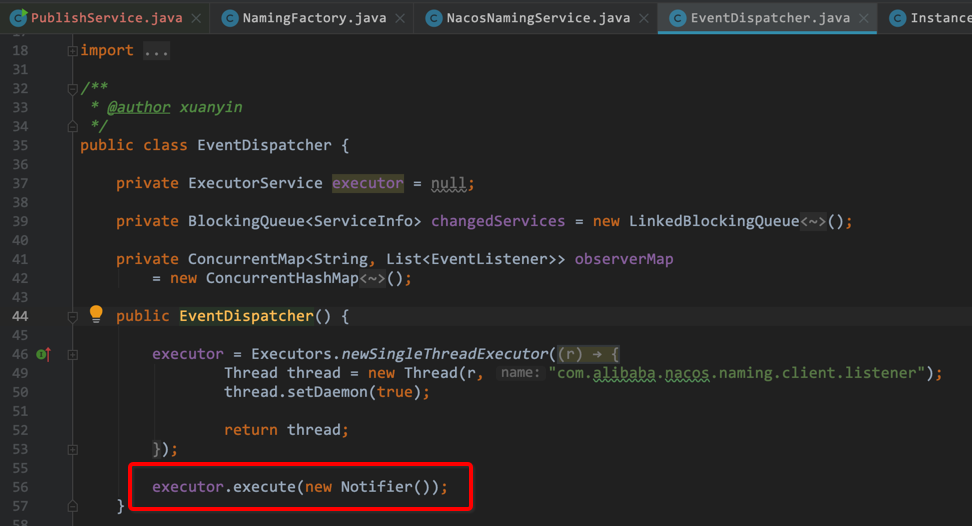 PublishService.java × NamingFactory.java × NacosNamingService.java × EventDispatcher.java × Instance
18 import ...
31
32 /**
33  * @author xuanyin
34  */
35 public class EventDispatcher {
36
37     private ExecutorService executor = null;
38
39     private BlockingQueue<ServiceInfo> changedServices = new LinkedBlockingQueue<~>();
40
41     private ConcurrentMap<String, List<EventListener>> observerMap
42         = new ConcurrentHashMap<~>();
43
44     public EventDispatcher() {
45
46         executor = Executors.newSingleThreadExecutor((r) → {
49                 Thread thread = new Thread(r, name: "com.alibaba.nacos.naming.client.listener");
50                 thread.setDaemon(true);
51
52                 return thread;
53         });
55
56         executor.execute(new Notifier());
57     }
58